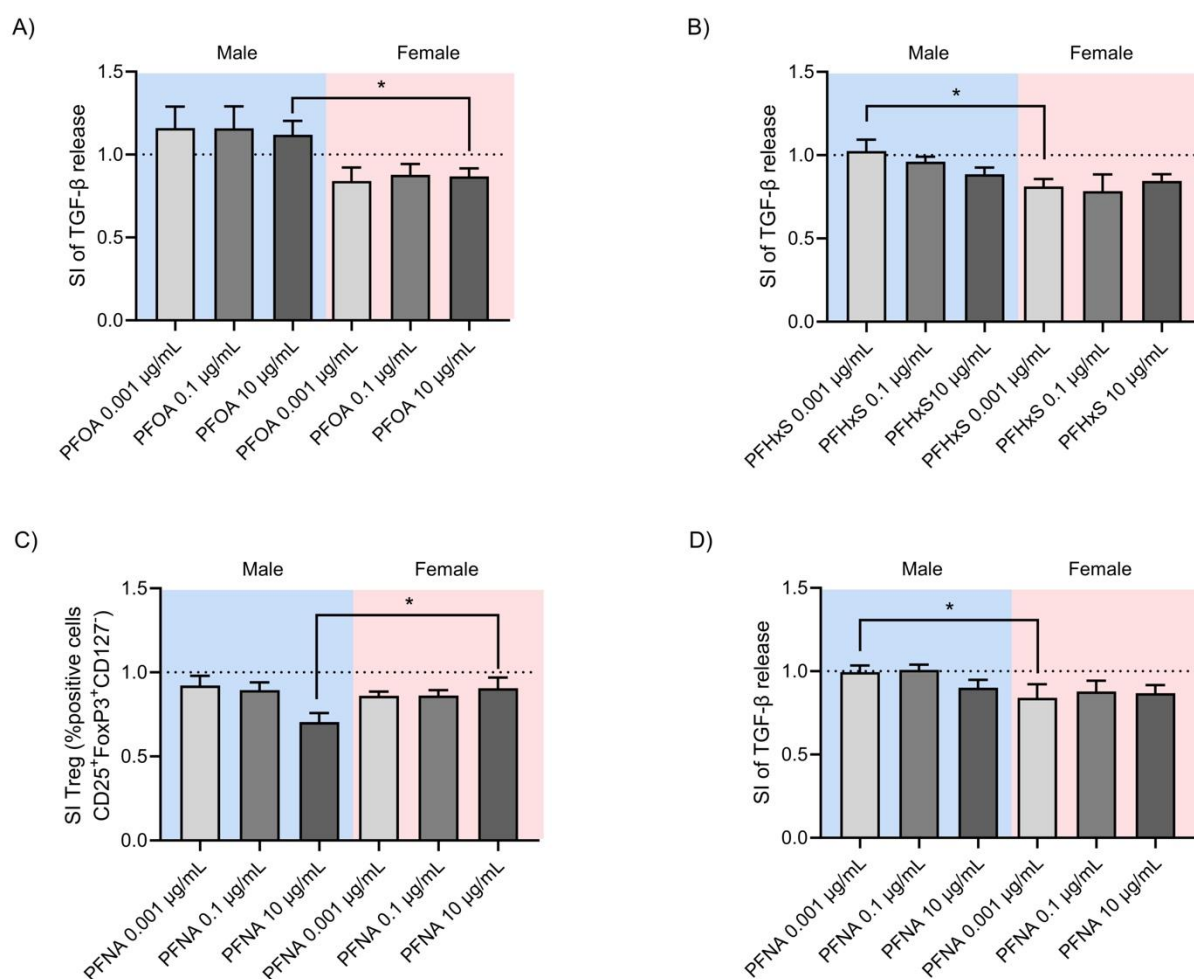 A)
Male
Female
*
SI of TGF-β release
1.5
1.0
0.5
0.0
PFOA 0.001 µg/mL
PFOA 0.1 µg/mL
PFOA 10 µg/mL
PFOA 0.001 µg/mL
PFOA 0.1 µg/mL
PFOA 10 µg/mL
B)
Male
Female
*
SI of TGF-β release
1.5
1.0
0.5
0.0
PFHxS 0.001 µg/mL
PFHxS 0.1 µg/mL
PFHxS10 µg/mL
PFHxS 0.001 µg/mL
PFHxS 0.1 µg/mL
PFHxS 10 µg/mL
C)
Male
Female
*
SI Treg (%positive cells
CD25⁺FoxP3⁺CD127⁻)
1.5
1.0
0.5
0.0
PFNA 0.001 µg/mL
PFNA 0.1 µg/mL
PFNA 10 µg/mL
PFNA 0.001 µg/mL
PFNA 0.1 µg/mL
PFNA 10 µg/mL
D)
Male
Female
*
SI of TGF-β release
1.5
1.0
0.5
0.0
PFNA 0.001 µg/mL
PFNA 0.1 µg/mL
PFNA 10 µg/mL
PFNA 0.001 µg/mL
PFNA 0.1 µg/mL
PFNA 10 µg/mL